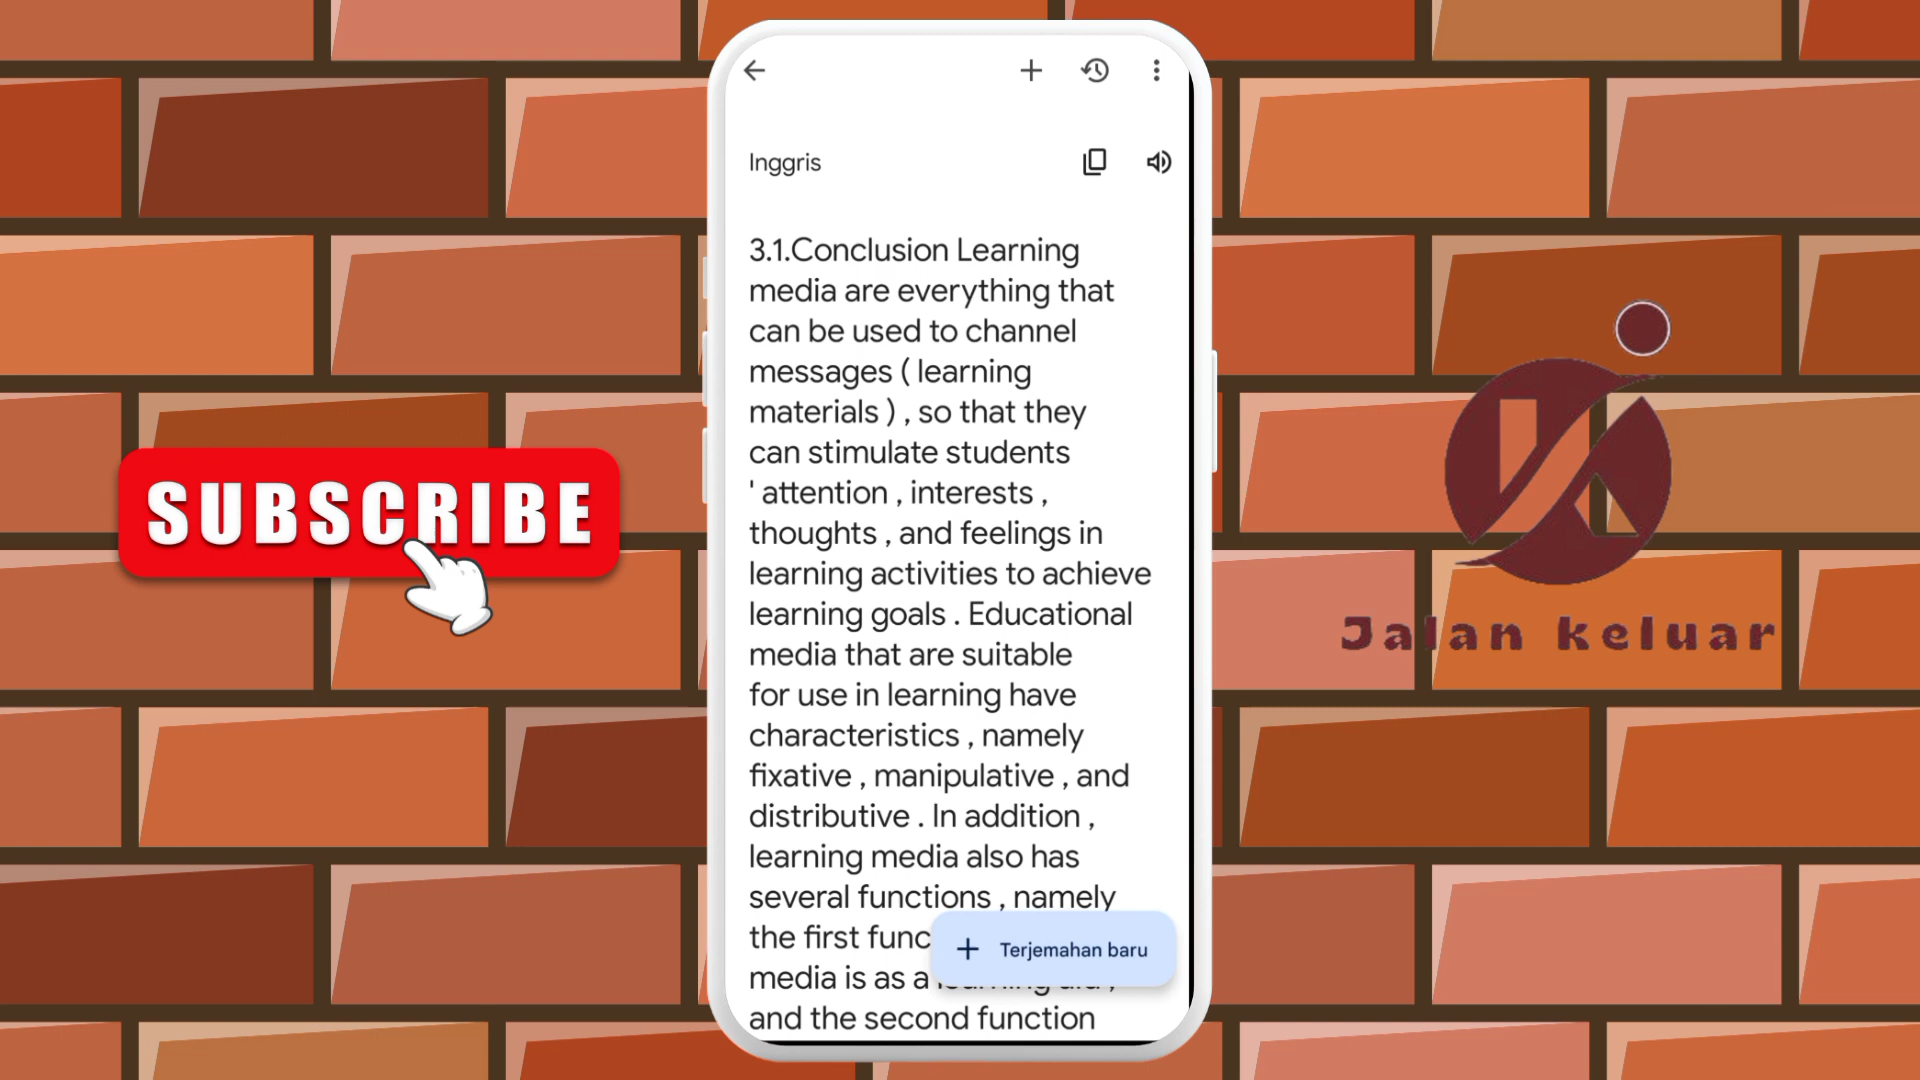 Inggris
3.1.Conclusion Learning
media are everything that
can be used to channel
messages ( learning
materials ) , so that they
can stimulate students
' attention , interests ,
thoughts , and feelings in
learning activities to achieve
learning goals . Educational
media that are suitable
for use in learning have
characteristics , namely
fixative , manipulative , and
distributive . In addition ,
learning media also has
several functions , namely
the first
media is as a
and the second function
Terjemahan baru
SUBSCRIBE
Jalan keluar